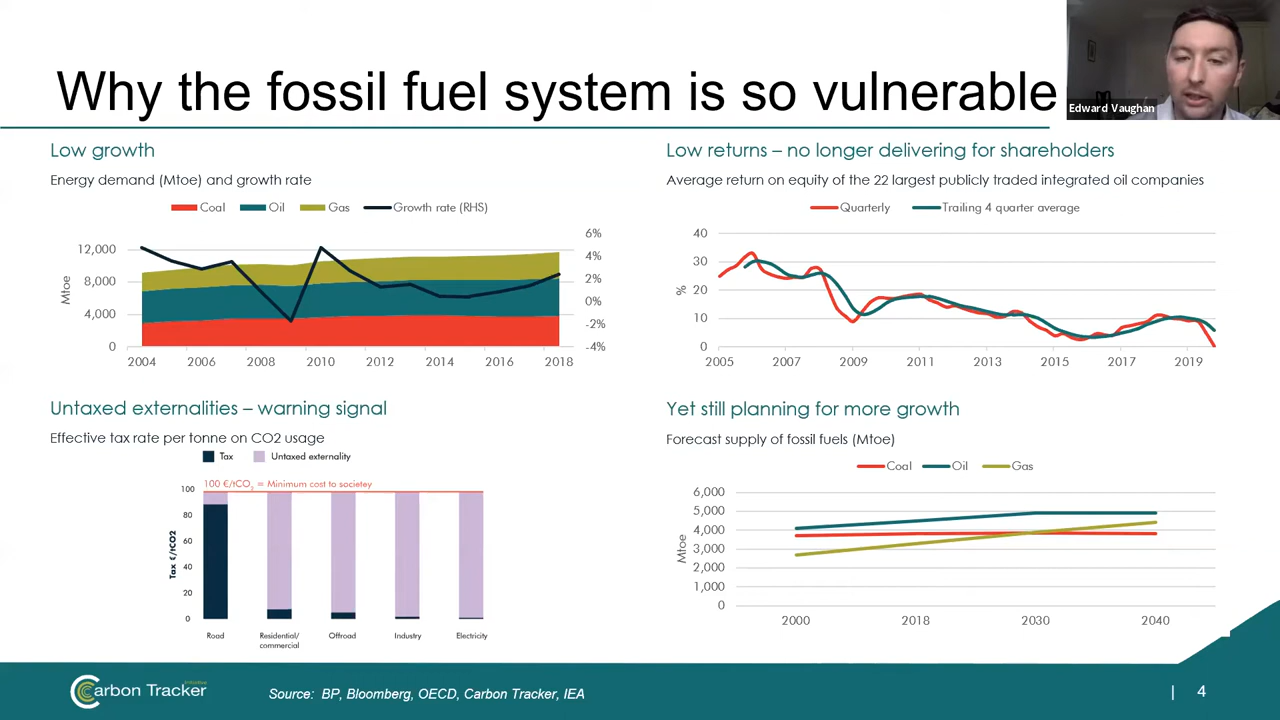 Why the fossil fuel system is so vulnerable
Edward Vaughan
Low growth
Energy demand (Mtoe) and growth rate
Coal Oil Gas Growth rate (RHS)
Mtoe
12,000
8,000
4,000
0
6%
4%
2%
0%
-2%
-4%
2004 2006 2008 2010 2012 2014 2016 2018
Low returns – no longer delivering for shareholders
Average return on equity of the 22 largest publicly traded integrated oil companies
Quarterly Trailing 4 quarter average
%
40
30
20
10
0
2005 2007 2009 2011 2013 2015 2017 2019
Untaxed externalities – warning signal
Effective tax rate per tonne on CO2 usage
Tax Untaxed externality
100 €/tCO2 = Minimum cost to societey
Tax €/tCO2
100
80
60
40
20
0
Road Residential/ Offroad Industry Electricity
commercial
Yet still planning for more growth
Forecast supply of fossil fuels (Mtoe)
Coal Oil Gas
Mtoe
6,000
5,000
4,000
3,000
2,000
1,000
0
2000 2018 2030 2040
Carbon Tracker
Initiative
Source: BP, Bloomberg, OECD, Carbon Tracker, IEA
| 4